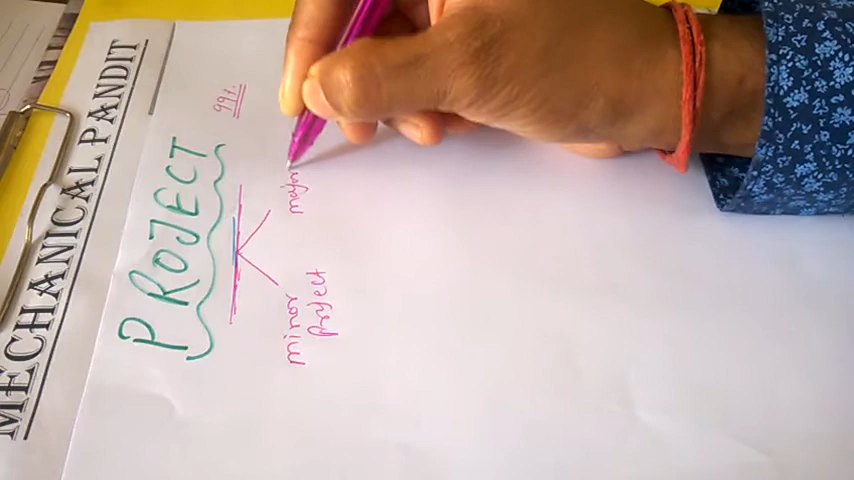 MECHANICAL PANDIT
PROJECT
99%
minor
project
major